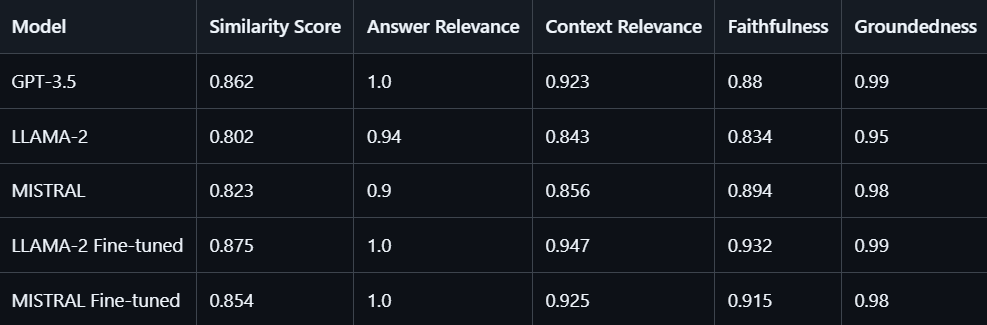 Model Similarity Score Answer Relevance Context Relevance Faithfulness Groundedness
GPT-3.5 0.862 1.0 0.923 0.88 0.99
LLAMA-2 0.802 0.94 0.843 0.834 0.95
MISTRAL 0.823 0.9 0.856 0.894 0.98
LLAMA-2 Fine-tuned 0.875 1.0 0.947 0.932 0.99
MISTRAL Fine-tuned 0.854 1.0 0.925 0.915 0.98